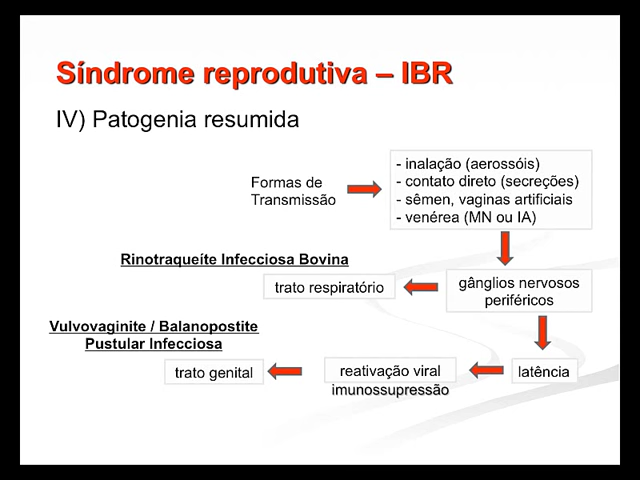 Síndrome reprodutiva – IBR
IV) Patogenia resumida
Formas de
Transmissão
- inalação (aerossóis)
- contato direto (secreções)
- sêmen, vaginas artificiais
- venérea (MN ou IA)
Rinotraqueíte Infecciosa Bovina
trato respiratório
gânglios nervosos
periféricos
Vulvovaginite / Balanopostite
Pustular Infecciosa
trato genital
reativação viral
imunossupressão
latência